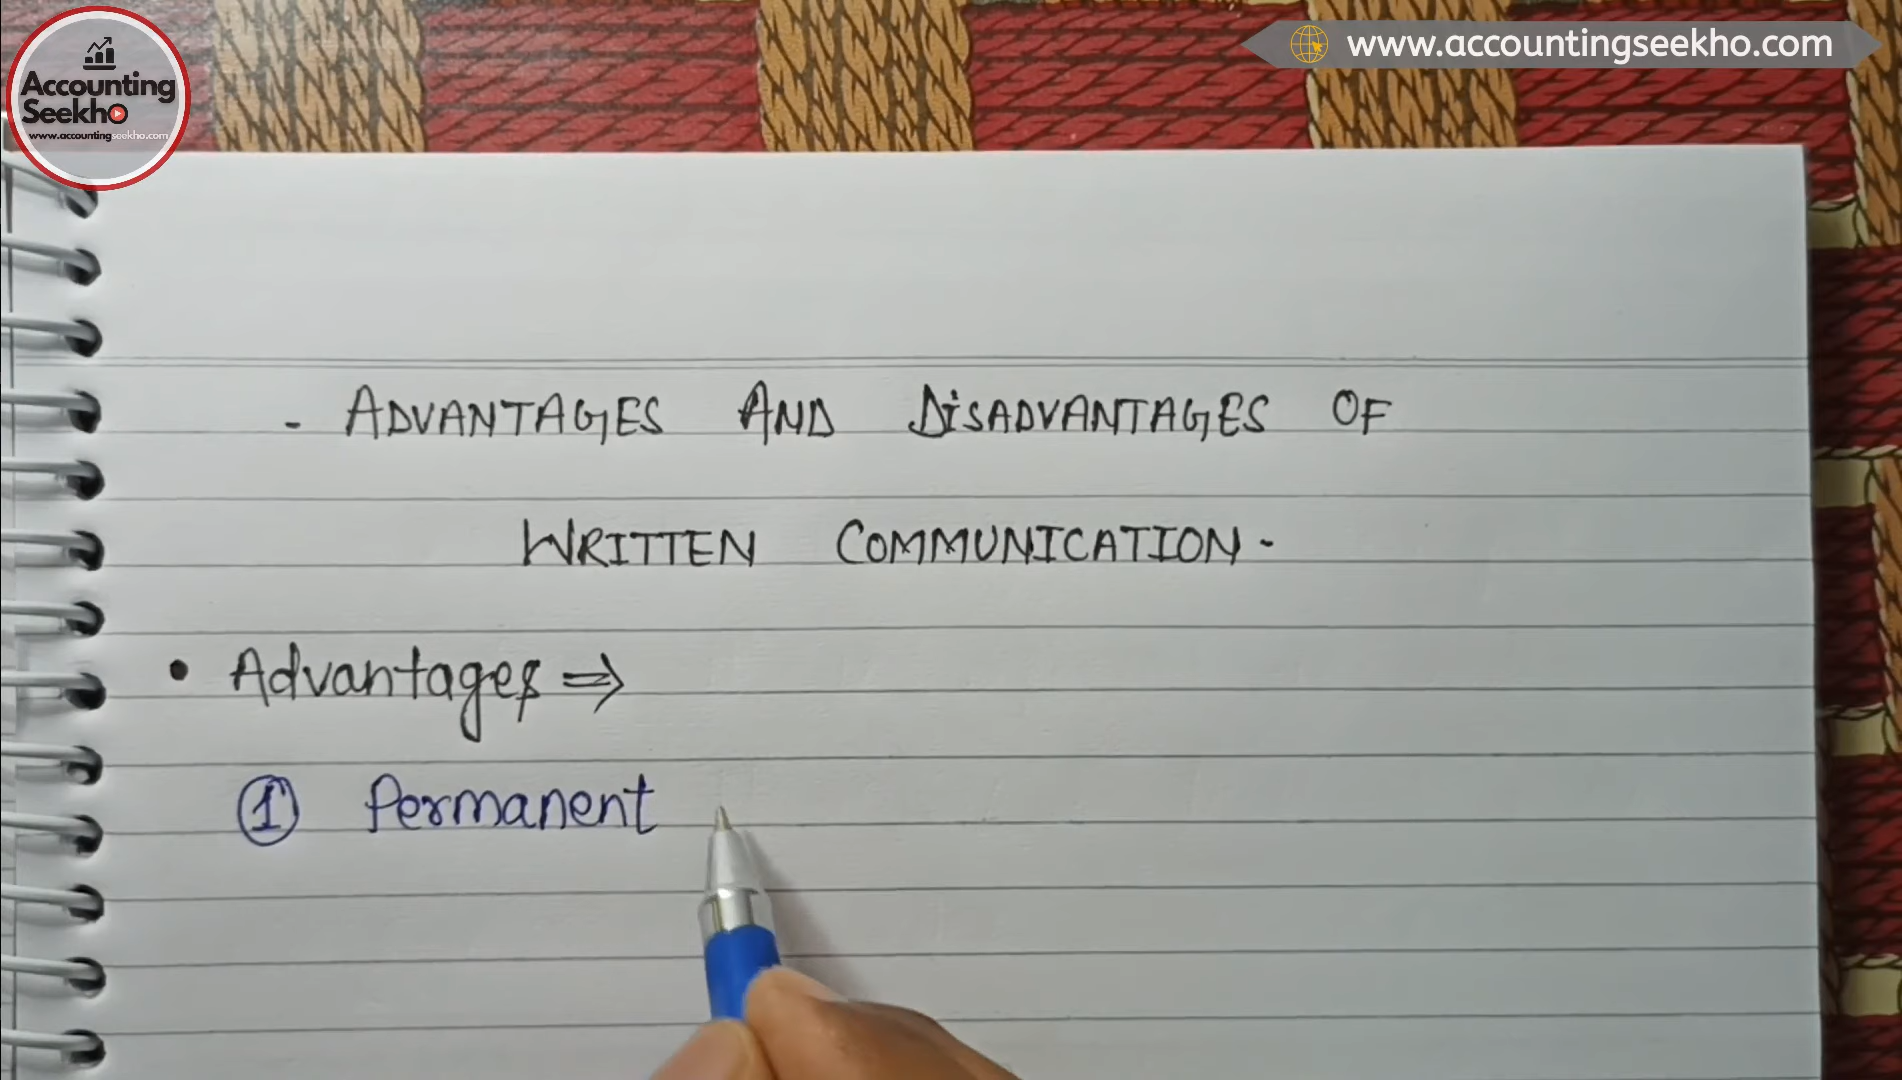 Accounting
Seekho
www.accountingseekho.com
www.accountingseekho.com
- ADVANTAGES AND DISADVANTAGES OF
WRITTEN COMMUNICATION -
• Advantages ⇒
① Permanent